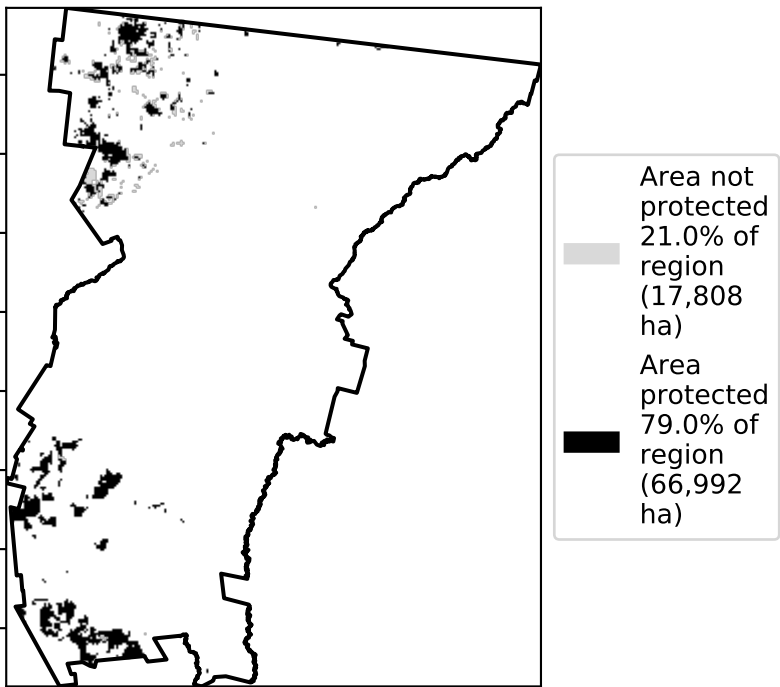 Area not
protected
21.0% of
region
(17,808
ha)
Area
protected
79.0% of
region
(66,992
ha)